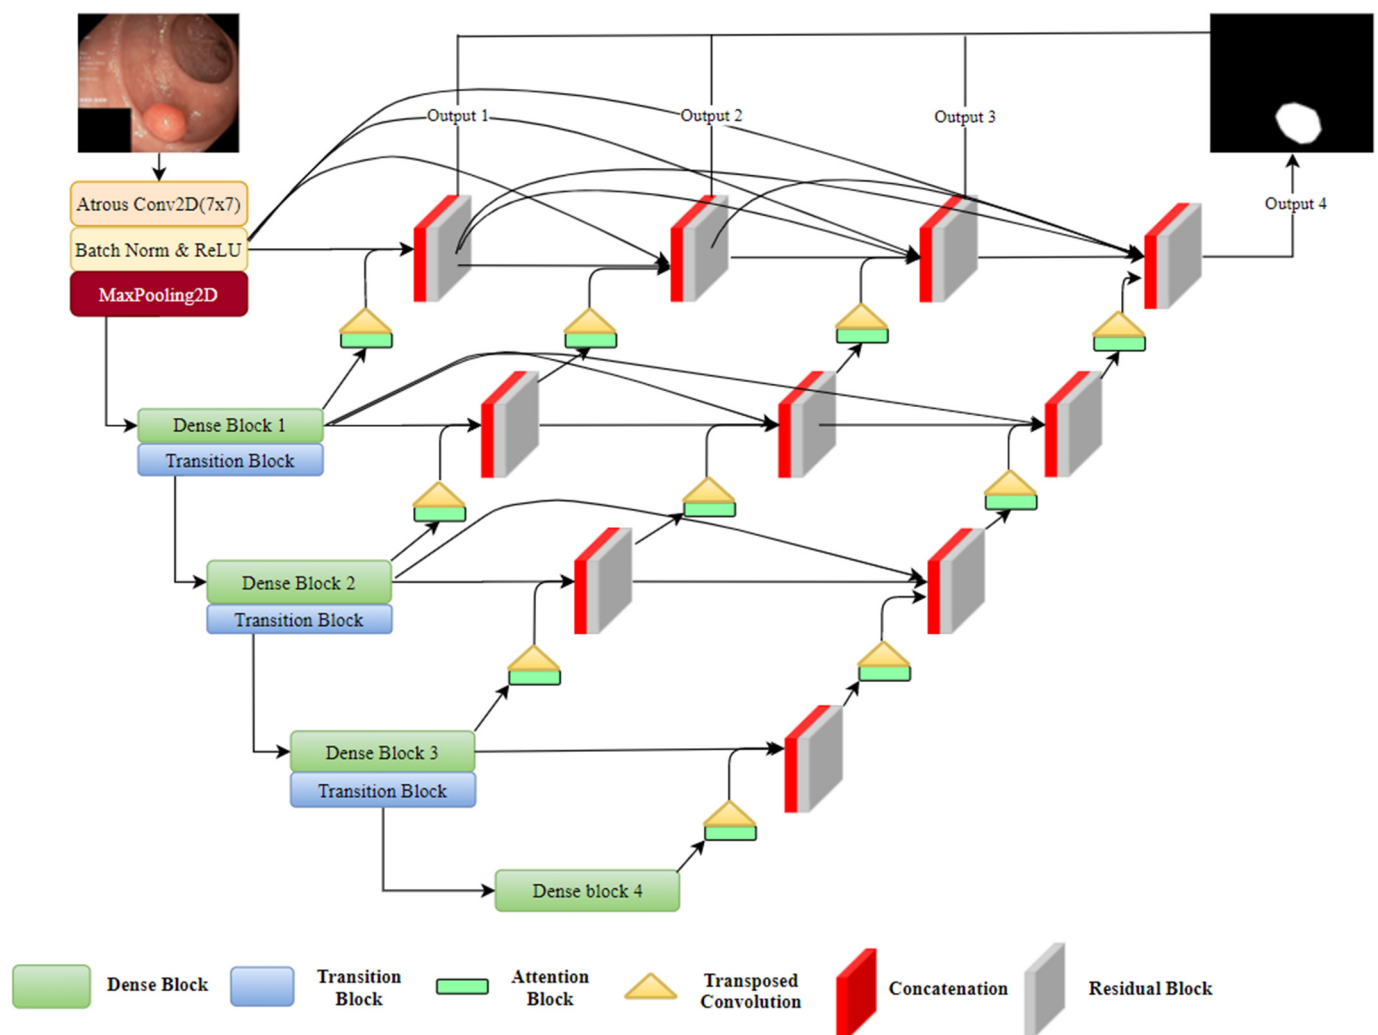 Output 1
Output 2
Output 3
Atrous Conv2D(7x7)
Output 4
Batch Norm & ReLU
MaxPooling2D
Dense Block 1
Transition Block
Dense Block 2
Transition Block
Dense Block 3
Transition Block
Dense block 4
Dense Block
Transition
Block
Attention
Block
Transposed
Convolution
Concatenation
Residual Block